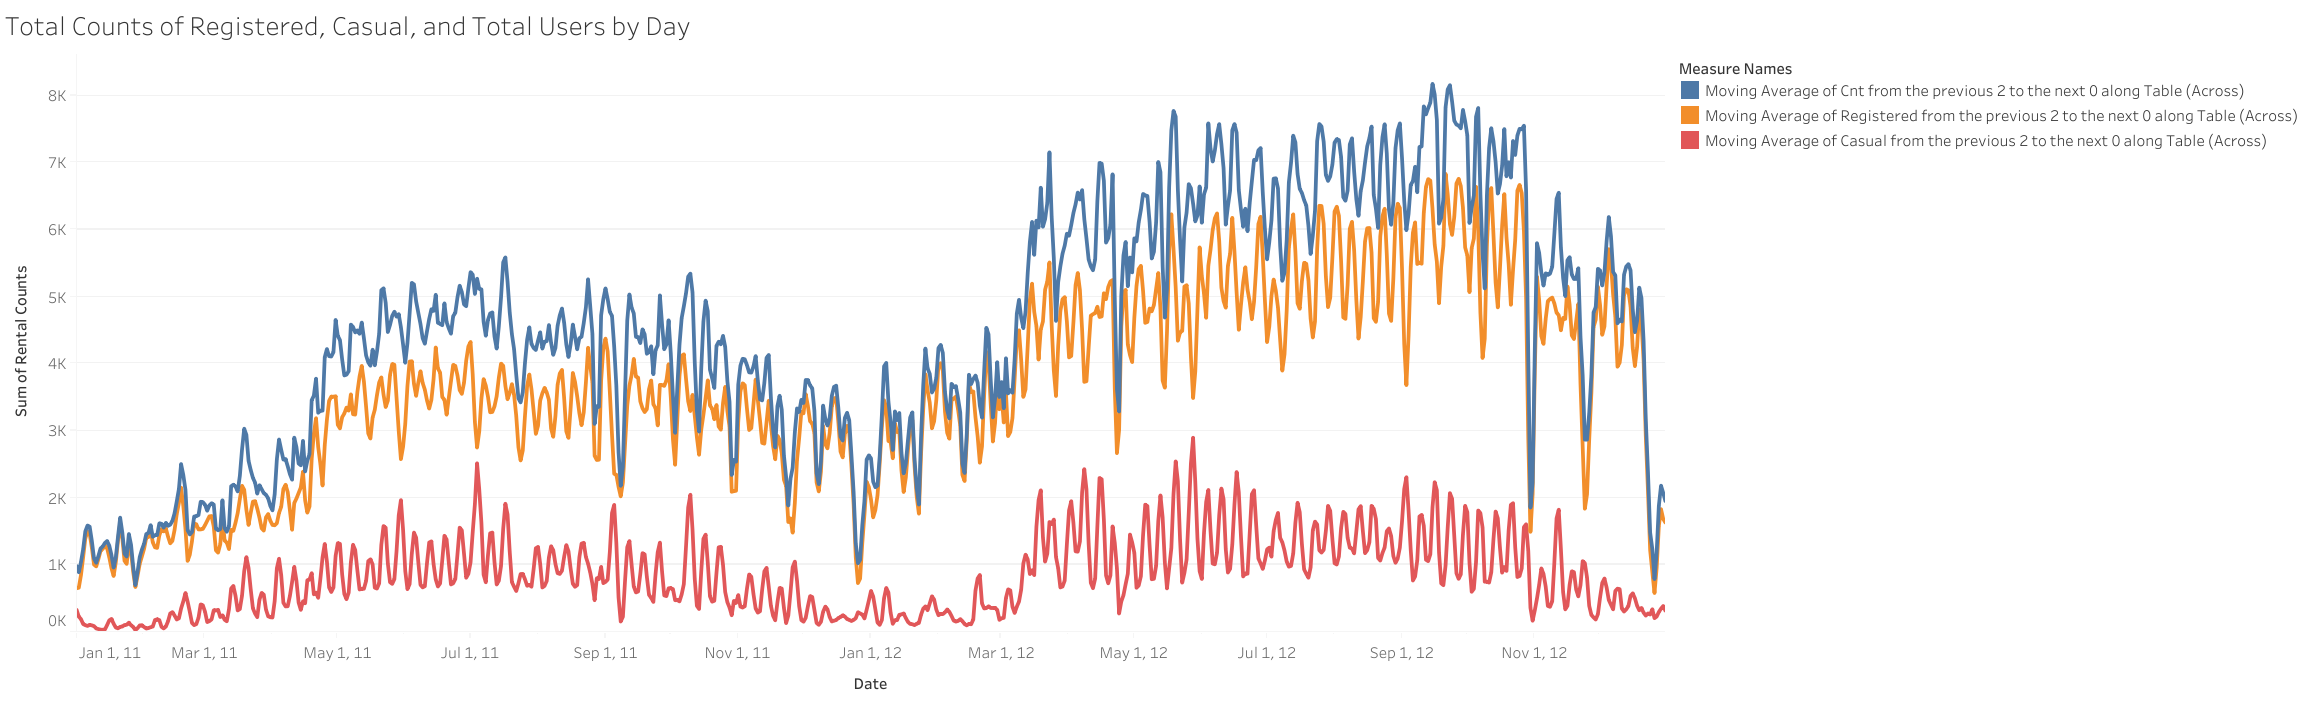 Total Counts of Registered, Casual, and Total Users by Day
Measure Names
Moving Average of Cnt from the previous 2 to the next 0 along Table (Across)
Moving Average of Registered from the previous 2 to the next 0 along Table (Across)
Moving Average of Casual from the previous 2 to the next 0 along Table (Across)
Sum of Rental Counts
8K
7K
6K
5K
4K
3K
2K
1K
0K
Jan 1, 11 Mar 1, 11 May 1, 11 Jul 1, 11 Sep 1, 11 Nov 1, 11 Jan 1, 12 Mar 1, 12 May 1, 12 Jul 1, 12 Sep 1, 12 Nov 1, 12
Date